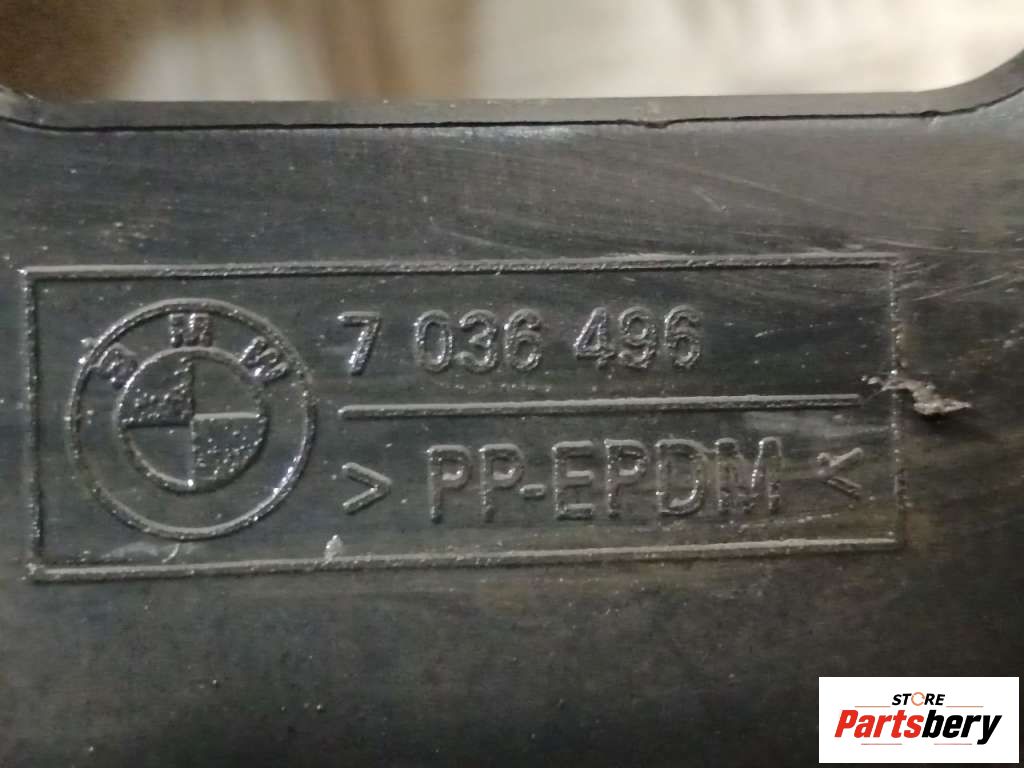 BMW
7 036 496
> PP-EPDM <
STORE
Partsbery